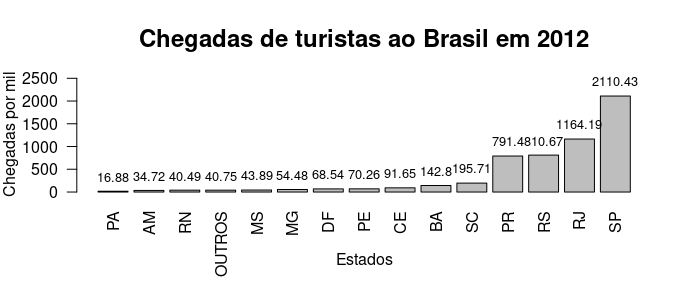 Chegadas de turistas ao Brasil em 2012
Chegadas por mil
2500
2000
1500
1000
500
0
16.88 34.72 40.49 40.75 43.89 54.48 68.54 70.26 91.65 142.8 195.71 791.48 810.67 1164.19 2110.43
PA AM RN OUTROS MS MG DF PE CE BA SC PR RS RJ SP
Estados